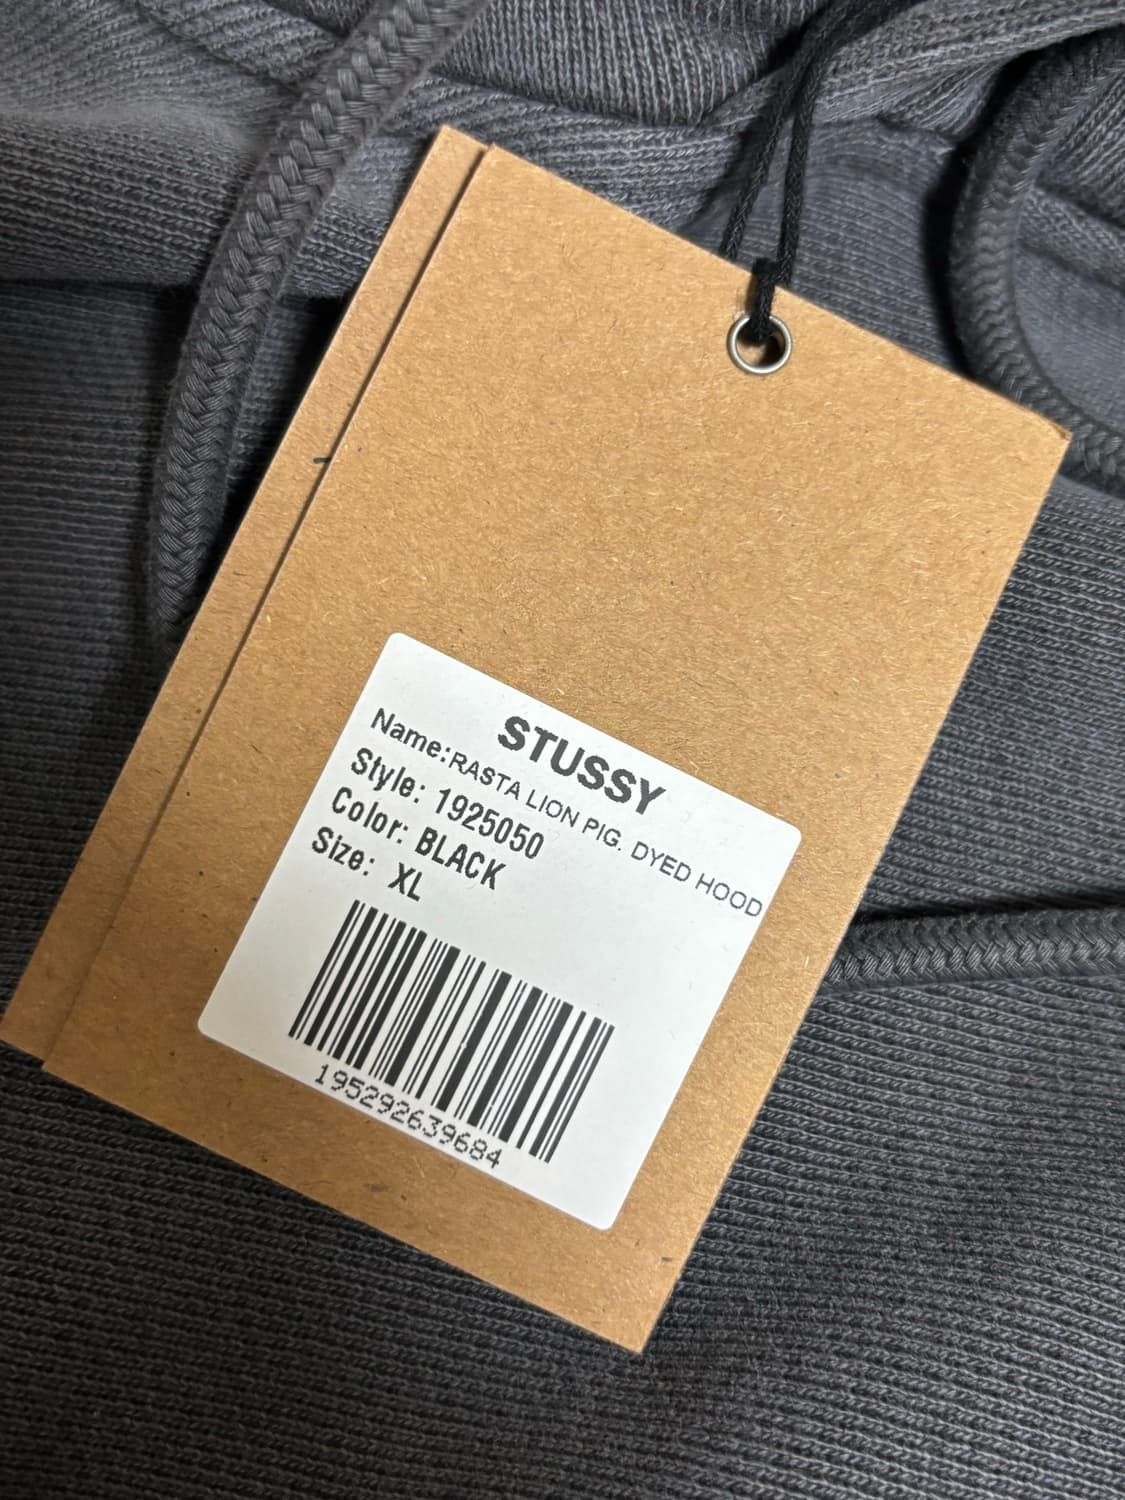 STUSSY
Name:RASTA LION PIG. DYED HOOD
Style: 1925050
Color: BLACK
Size: XL
195292639684